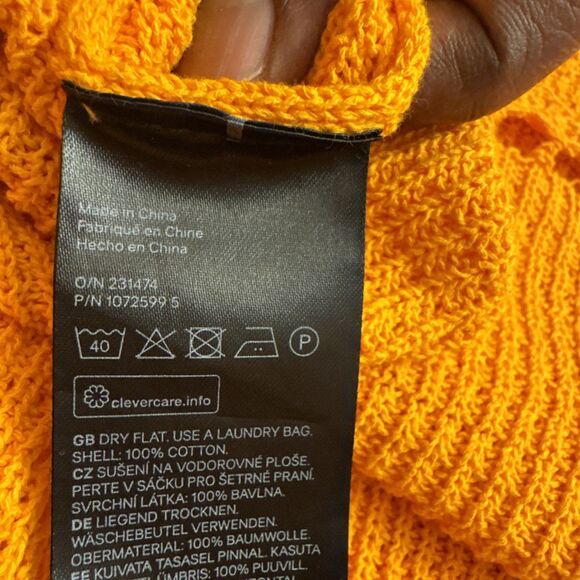 Made in China
Fabriqué en Chine
Hecho en China
O/N 231474
P/N 1072599 5
40 P
clevercare.info
GB DRY FLAT. USE A LAUNDRY BAG.
SHELL: 100% COTTON.
CZ SUŠENÍ NA VODOROVNÉ PLOŠE.
PERTE V SÁČKU PRO ŠETRNÉ PRANÍ.
SVRCHNÍ LÁTKA: 100% BAVLNA.
DE LIEGEND TROCKNEN.
WÄSCHEBEUTEL VERWENDEN.
OBERMATERIAL: 100% BAUMWOLLE.
EE KUIVATA TASASEL PINNAL. KASUTA
100% PUUVILL.